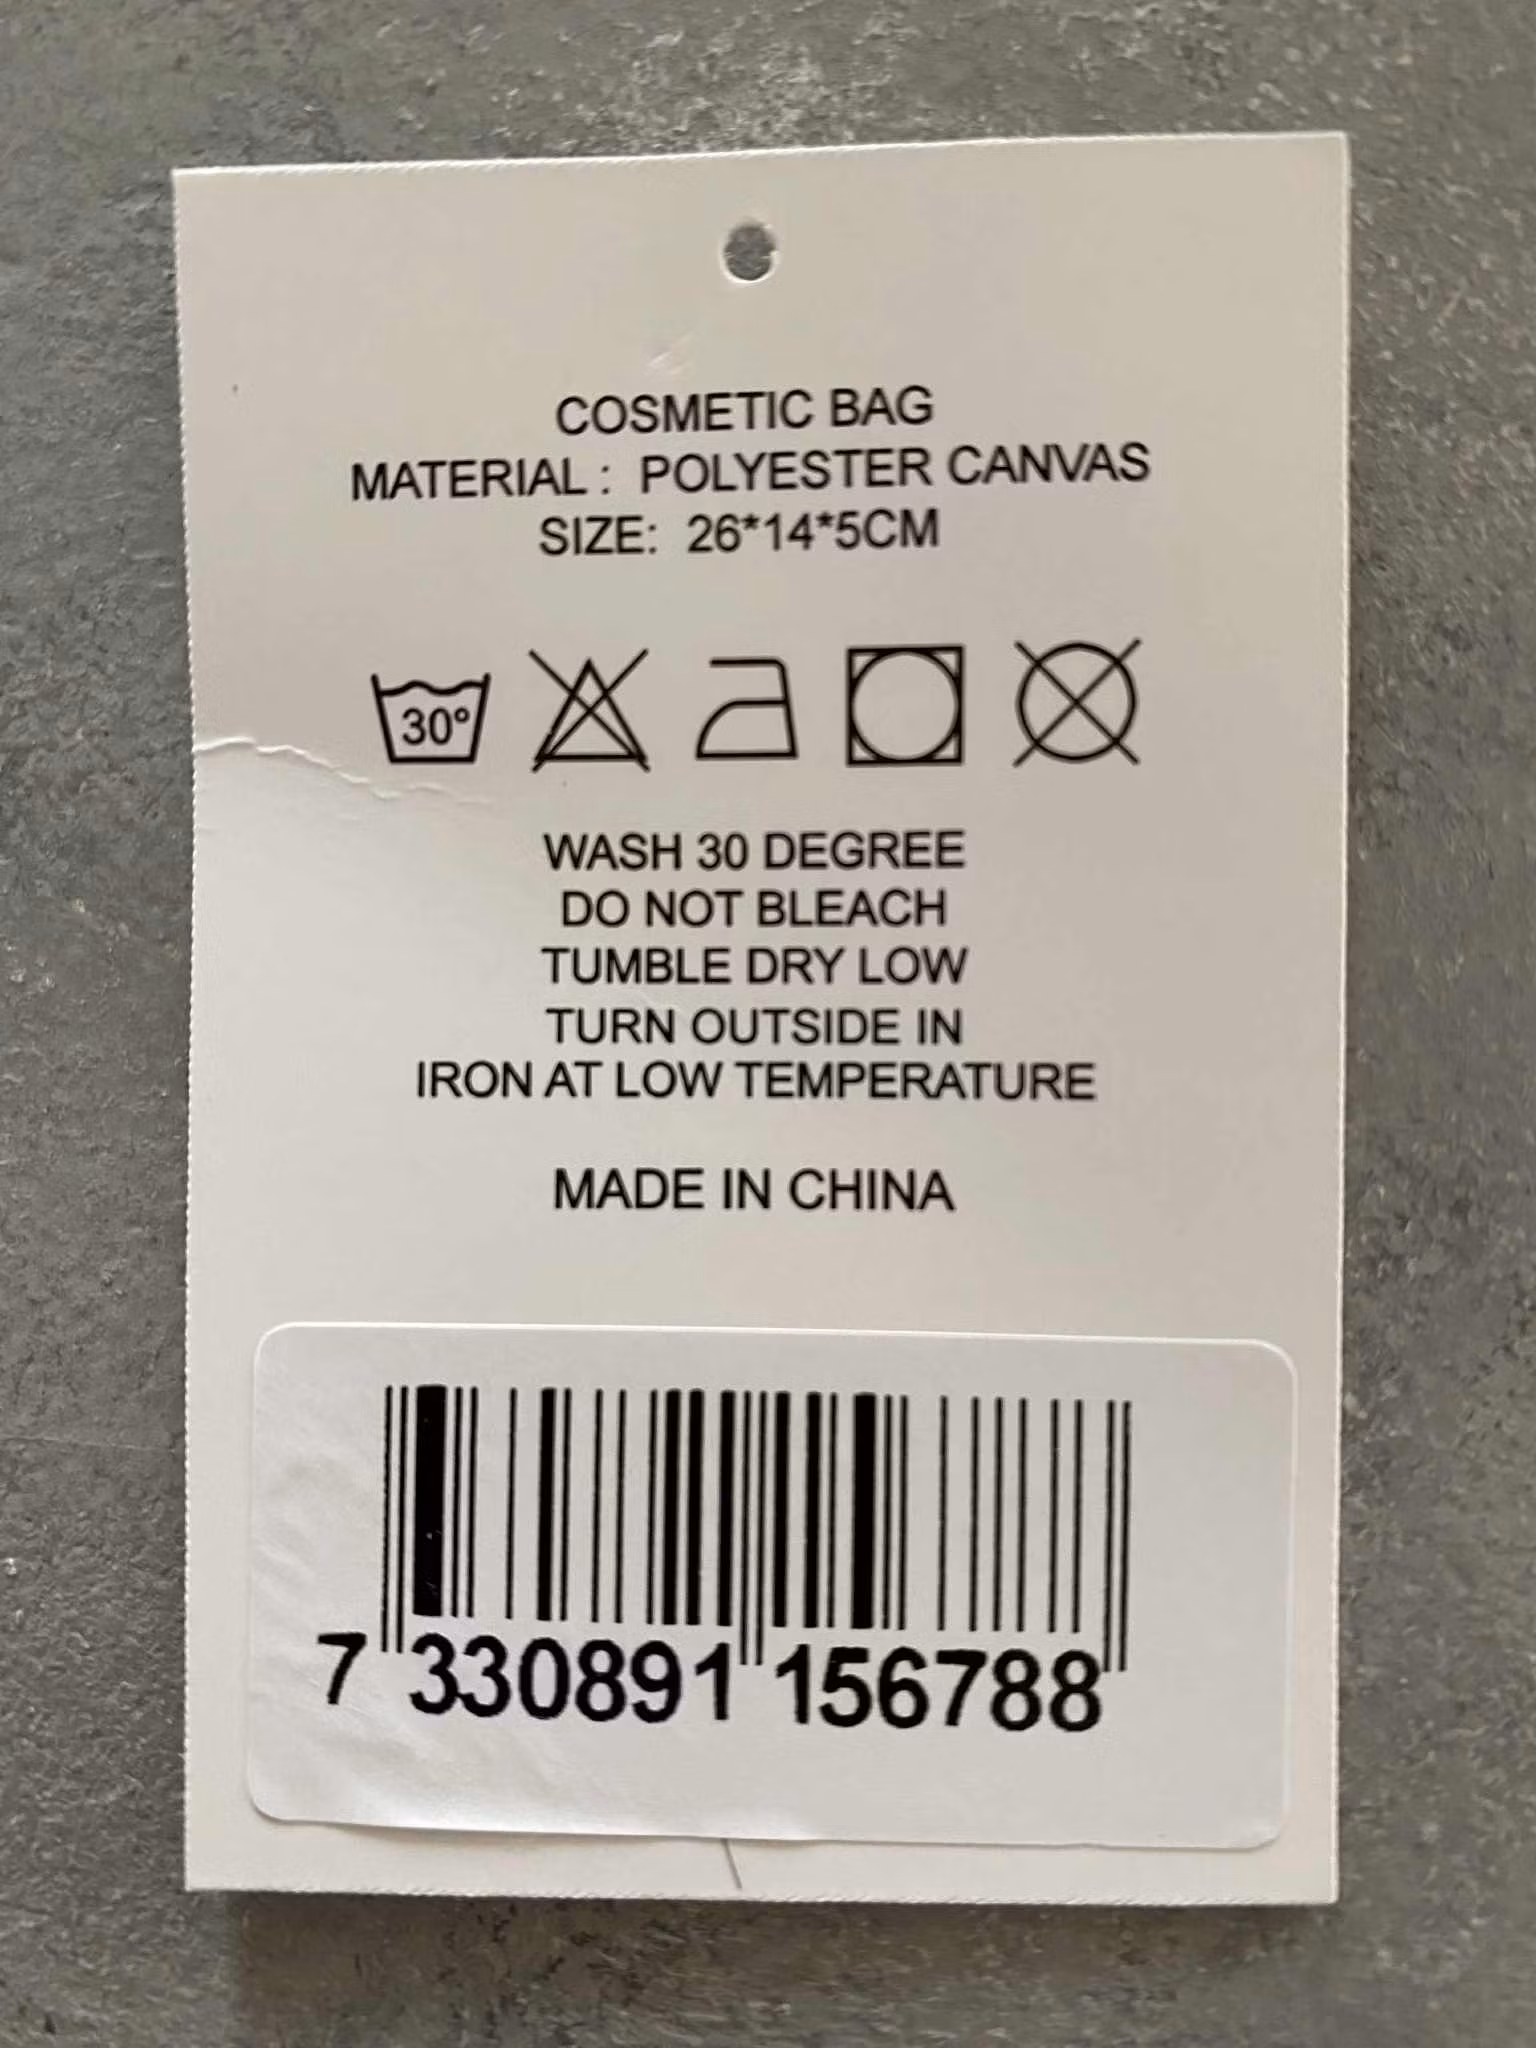 COSMETIC BAG
MATERIAL : POLYESTER CANVAS
SIZE: 26*14*5CM
30°
WASH 30 DEGREE
DO NOT BLEACH
TUMBLE DRY LOW
TURN OUTSIDE IN
IRON AT LOW TEMPERATURE
MADE IN CHINA
7 330891 156788